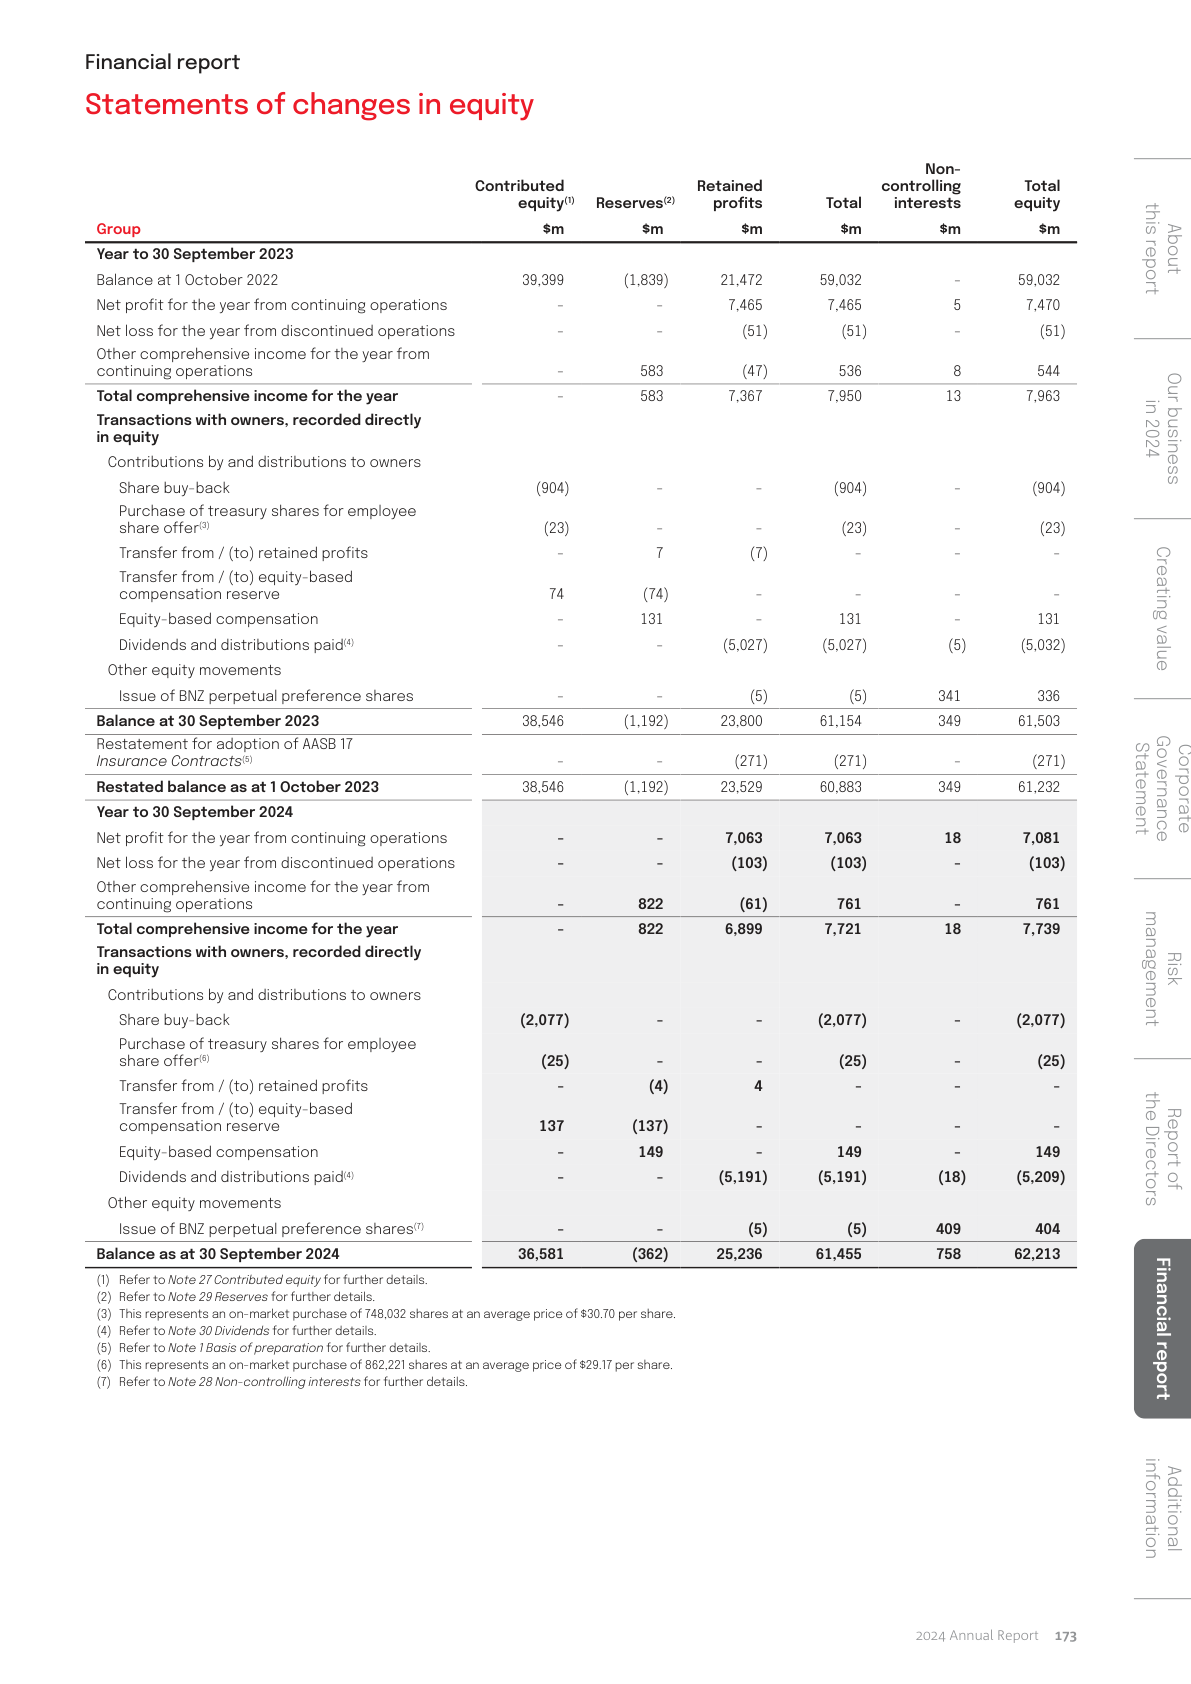 Financial report
Statements of changes in equity
Contributed equity(1) Reserves(2) Retained profits Total Non-controlling interests Total equity
Group $m $m $m $m $m $m
Year to 30 September 2023
Balance at 1 October 2022 39,399 (1,839) 21,472 59,032 – 59,032
Net profit for the year from continuing operations – – 7,465 7,465 5 7,470
Net loss for the year from discontinued operations – – (51) (51) – (51)
Other comprehensive income for the year from
continuing operations – 583 (47) 536 8 544
Total comprehensive income for the year – 583 7,367 7,950 13 7,963
Transactions with owners, recorded directly
in equity
Contributions by and distributions to owners
Share buy-back (904) – – (904) – (904)
Purchase of treasury shares for employee
share offer(3) (23) – – (23) – (23)
Transfer from / (to) retained profits – 7 (7) – – –
Transfer from / (to) equity-based
compensation reserve 74 (74) – – – –
Equity-based compensation – 131 – 131 – 131
Dividends and distributions paid(4) – – (5,027) (5,027) (5) (5,032)
Other equity movements
Issue of BNZ perpetual preference shares – – (5) (5) 341 336
Balance at 30 September 2023 38,546 (1,192) 23,800 61,154 349 61,503
Restatement for adoption of AASB 17
Insurance Contracts(5) – – (271) (271) – (271)
Restated balance as at 1 October 2023 38,546 (1,192) 23,529 60,883 349 61,232
Year to 30 September 2024
Net profit for the year from continuing operations – – 7,063 7,063 18 7,081
Net loss for the year from discontinued operations – – (103) (103) – (103)
Other comprehensive income for the year from
continuing operations – 822 (61) 761 – 761
Total comprehensive income for the year – 822 6,899 7,721 18 7,739
Transactions with owners, recorded directly
in equity
Contributions by and distributions to owners
Share buy-back (2,077) – – (2,077) – (2,077)
Purchase of treasury shares for employee
share offer(6) (25) – – (25) – (25)
Transfer from / (to) retained profits – (4) 4 – – –
Transfer from / (to) equity-based
compensation reserve 137 (137) – – – –
Equity-based compensation – 149 – 149 – 149
Dividends and distributions paid(4) – – (5,191) (5,191) (18) (5,209)
Other equity movements
Issue of BNZ perpetual preference shares(7) – – (5) (5) 409 404
Balance as at 30 September 2024 36,581 (362) 25,236 61,455 758 62,213
(1) Refer to Note 27 Contributed equity for further details.
(2) Refer to Note 29 Reserves for further details.
(3) This represents an on-market purchase of 748,032 shares at an average price of $30.70 per share.
(4) Refer to Note 30 Dividends for further details.
(5) Refer to Note 1 Basis of preparation for further details.
(6) This represents an on-market purchase of 862,221 shares at an average price of $29.17 per share.
(7) Refer to Note 28 Non-controlling interests for further details.
About
this report
Our business
in 2024
Creating value
Corporate
Governance
Statement
Risk
management
Report of
the Directors
Financial report
Additional
information
2024 Annual Report 173